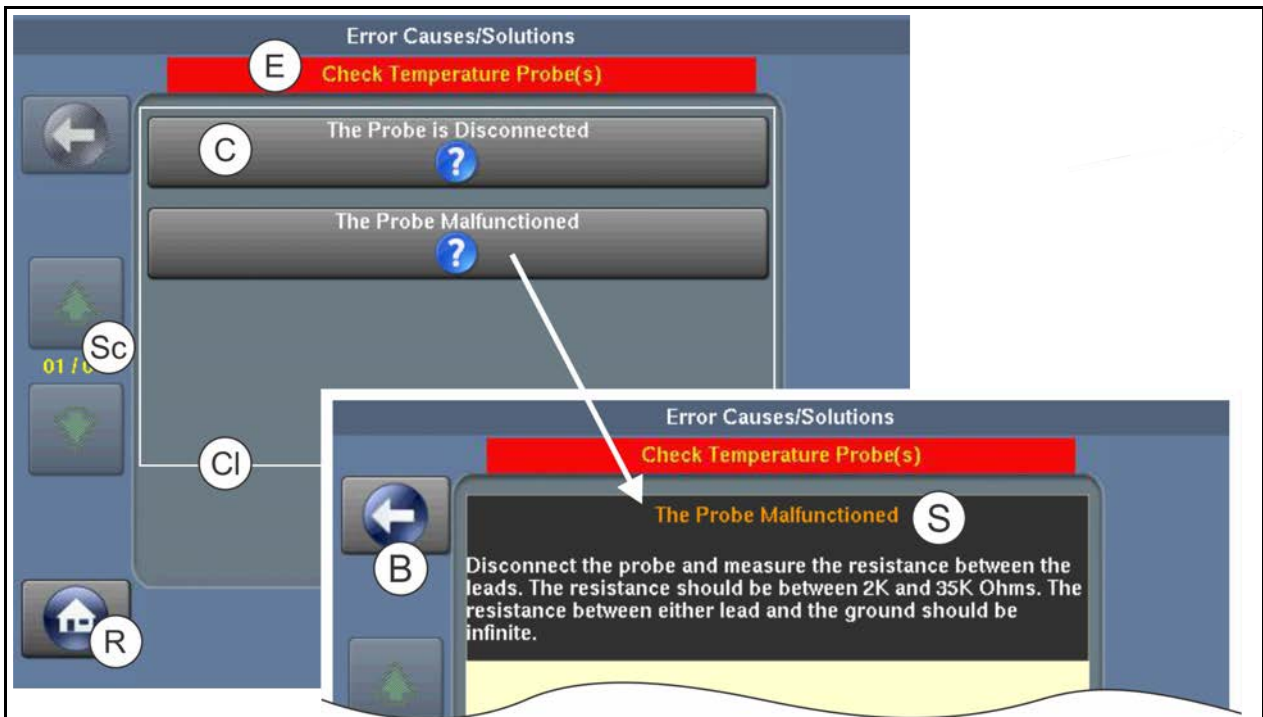 Error Causes/Solutions
E
Check Temperature Probe(s)
C
The Probe is Disconnected
?
The Probe Malfunctioned
?
Sc
01 /
Cl
R
Error Causes/Solutions
Check Temperature Probe(s)
The Probe Malfunctioned
S
B
Disconnect the probe and measure the resistance between the
leads. The resistance should be between 2K and 35K Ohms. The
resistance between either lead and the ground should be
infinite.